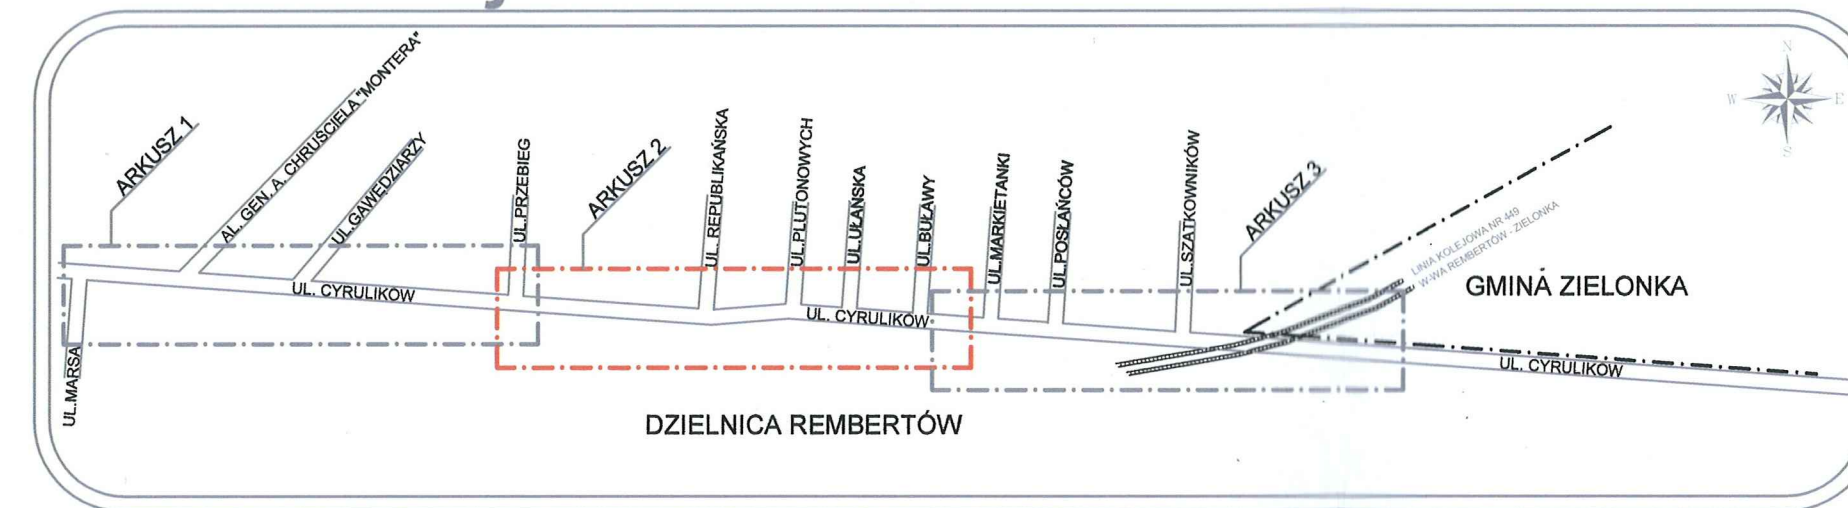 ARKUSZ 1
AL. GEN. A. CHRUŚCIELA "MONTERA"
UL.GAWĘDZIARZY
UL.PRZEBIEG
ARKUSZ 2
UL. REPUBLIKAŃSKA
UL.PLUTONOWYCH
UL.UŁAŃSKA
UL.BUŁAWY
UL.MARKIETANKI
UL.POSŁAŃCÓW
UL.SZATKOWNIKÓW
ARKUSZ 3
LINIA KOLEJOWA NR 449
W-WA REMBERTÓW - ZIELONKA
N
W
E
S
GMINA ZIELONKA
UL. CYRULIKÓW
UL. CYRULIKÓW
UL. CYRULIKÓW
UL.MARSA
DZIELNICA REMBERTÓW